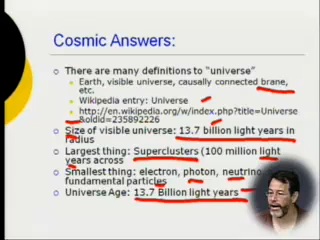 Cosmic Answers:
There are many definitions to "universe"
Earth, visible universe, causally connected brane,
etc.
Wikipedia entry: Universe
http://en.wikipedia.org/w/index.php?title=Universe
&oldid=235892226
Size of visible universe: 13.7 billion light years in
radius
Largest thing: Superclusters (100 million light
years across
Smallest thing: electron, photon, neutrino,
fundamental particles
Universe Age: 13.7 Billion light years